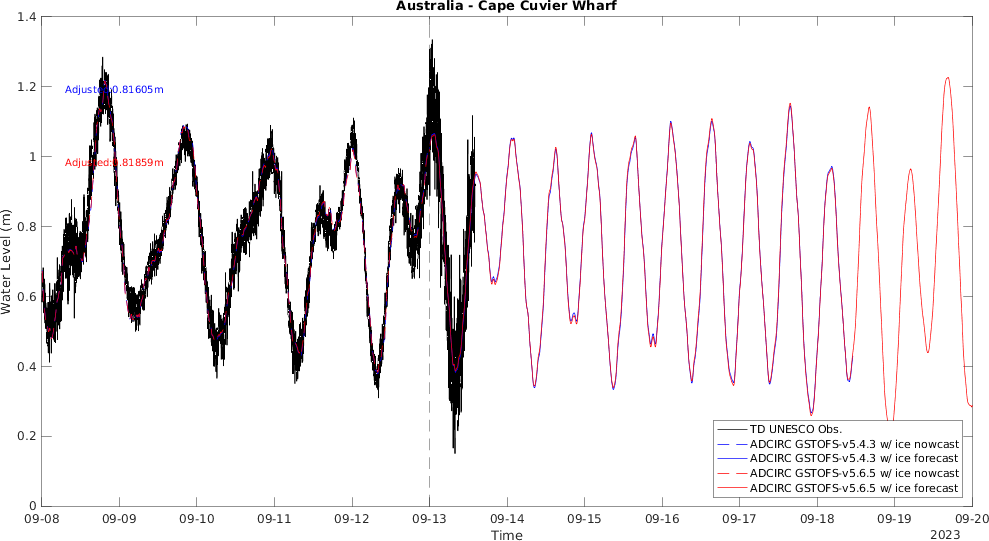 Australia - Cape Cuvier Wharf
1.4
1.2
1
0.8
0.6
0.4
0.2
0
Water Level (m)
Adjusted:0.81605m
Adjusted:0.81859m
TD UNESCO Obs.
ADCIRC GSTOFS-v5.4.3 w/ ice nowcast
ADCIRC GSTOFS-v5.4.3 w/ ice forecast
ADCIRC GSTOFS-v5.6.5 w/ ice nowcast
ADCIRC GSTOFS-v5.6.5 w/ ice forecast
09-08 09-09 09-10 09-11 09-12 09-13 09-14 09-15 09-16 09-17 09-18 09-19 09-20
Time
2023